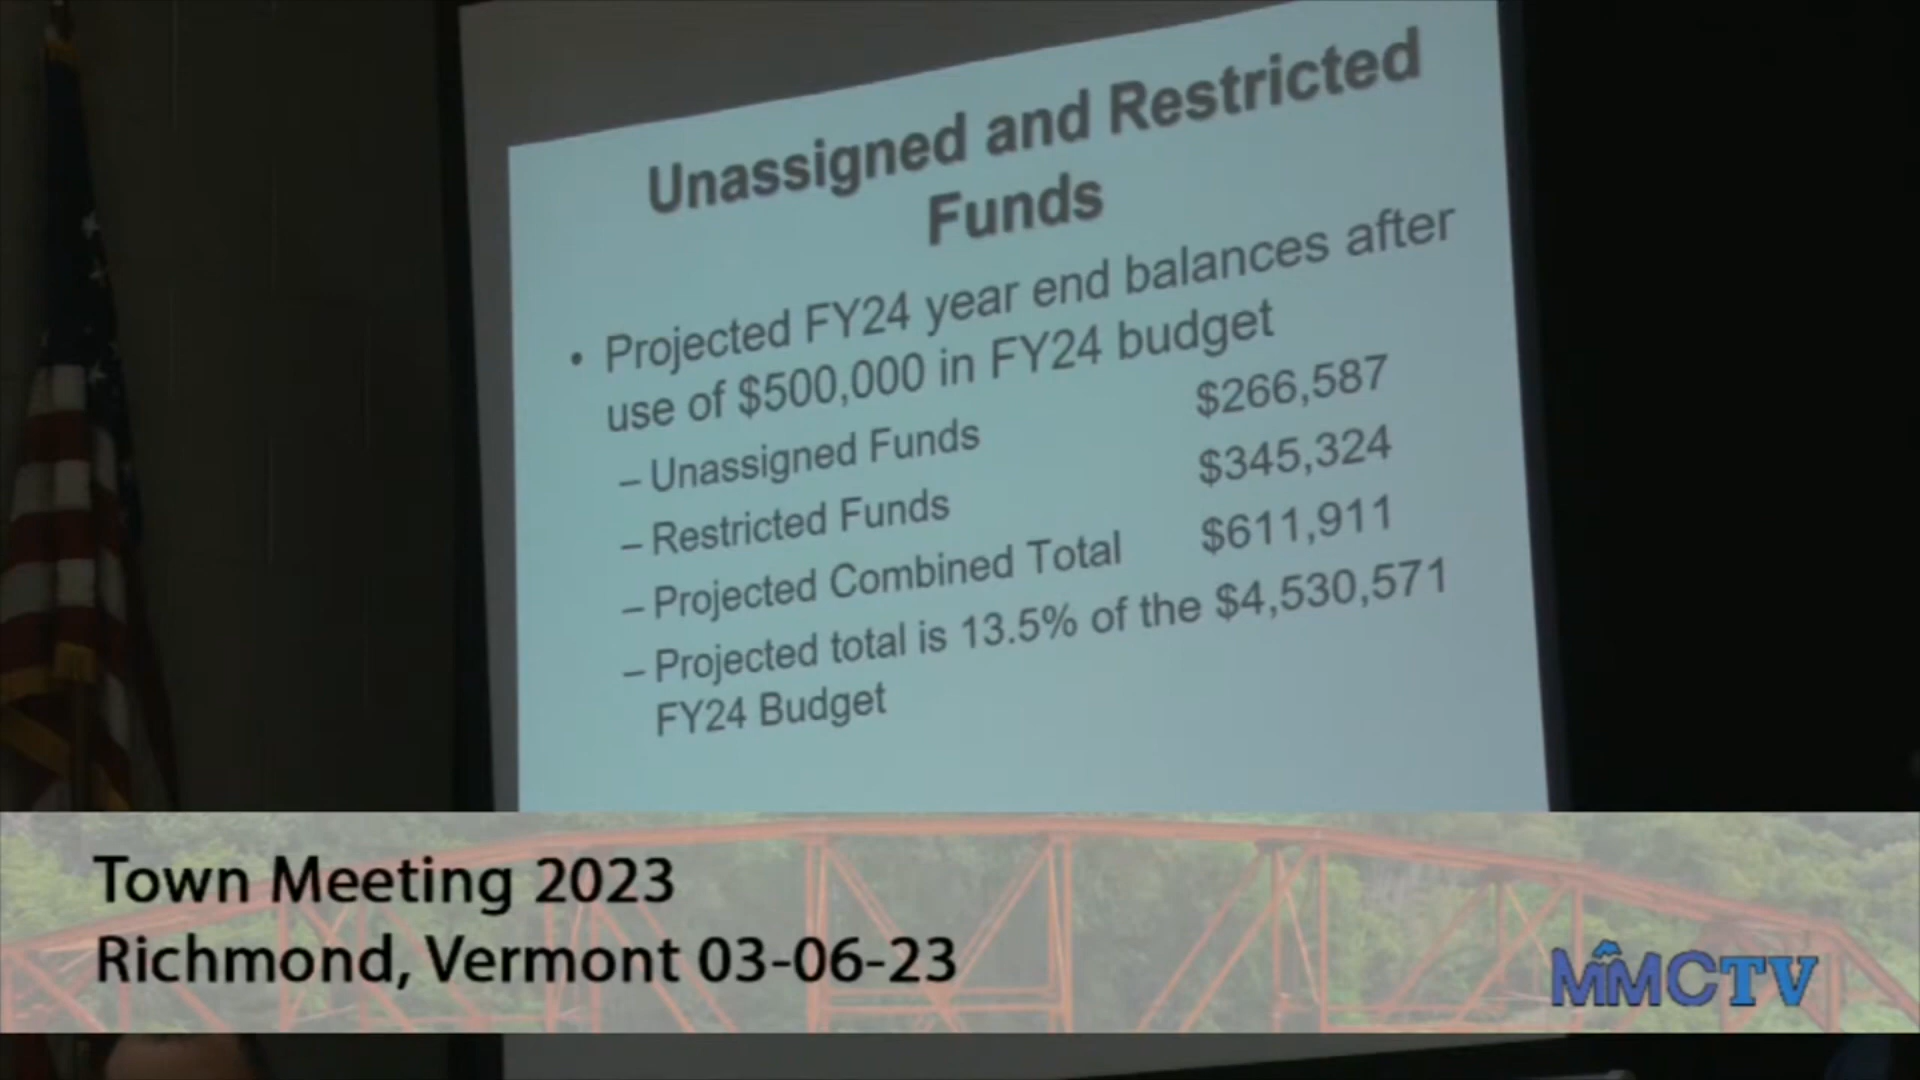 Unassigned and Restricted
Funds
• Projected FY24 year end balances after
use of $500,000 in FY24 budget
– Unassigned Funds $266,587
– Restricted Funds $345,324
– Projected Combined Total $611,911
– Projected total is 13.5% of the $4,530,571
FY24 Budget
Town Meeting 2023
Richmond, Vermont 03-06-23
MMCTV